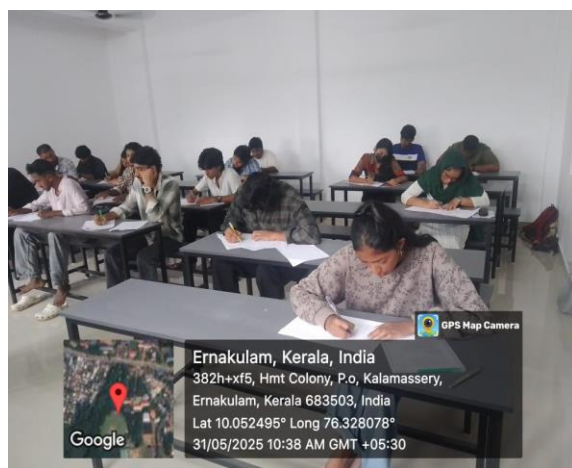 GPS Map Camera
Ernakulam, Kerala, India
382h+xf5, Hmt Colony, P.o, Kalamassery,
Ernakulam, Kerala 683503, India
Lat 10.052495° Long 76.328078°
31/05/2025 10:38 AM GMT +05:30
Google